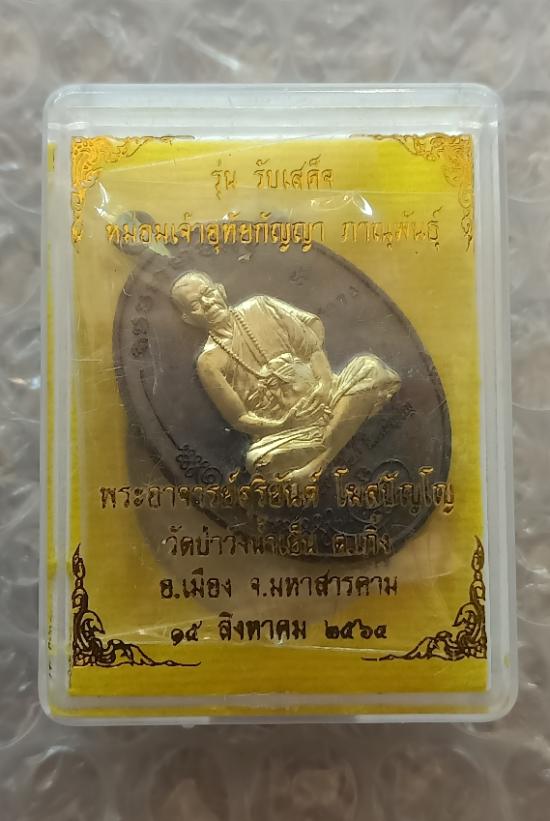 รุ่น รับเสด็จ
หม่อมเจ้าอุทัยกัญญา ภาณุพันธุ์
พระอาจารย์สุริยันต์ โฆสปัญโญ
วัดป่าวังน้ำเย็น ต.เกิ้ง
อ.เมือง จ.มหาสารคาม
๑๕ สิงหาคม ๒๕๖๔